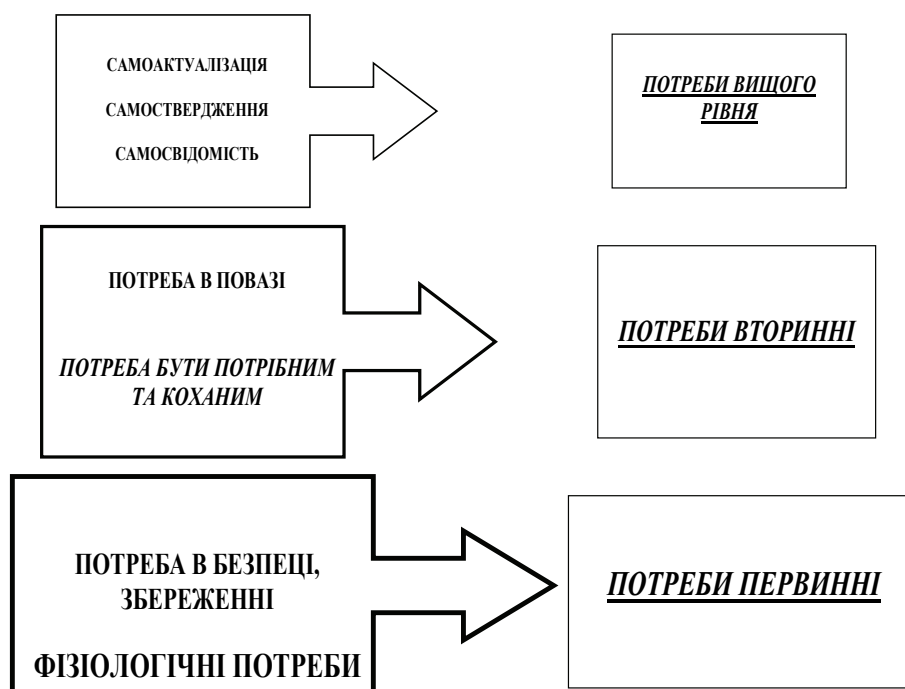 САМОАКТУАЛІЗАЦІЯ
САМОСТВЕРДЖЕННЯ
САМОСВІДОМІСТЬ
ПОТРЕБИ ВИЩОГО
РІВНЯ
ПОТРЕБА В ПОВАЗІ
ПОТРЕБА БУТИ ПОТРІБНИМ
ТА КОХАНИМ
ПОТРЕБИ ВТОРИННІ
ПОТРЕБА В БЕЗПЕЦІ,
ЗБЕРЕЖЕННІ
ФІЗІОЛОГІЧНІ ПОТРЕБИ
ПОТРЕБИ ПЕРВИННІ